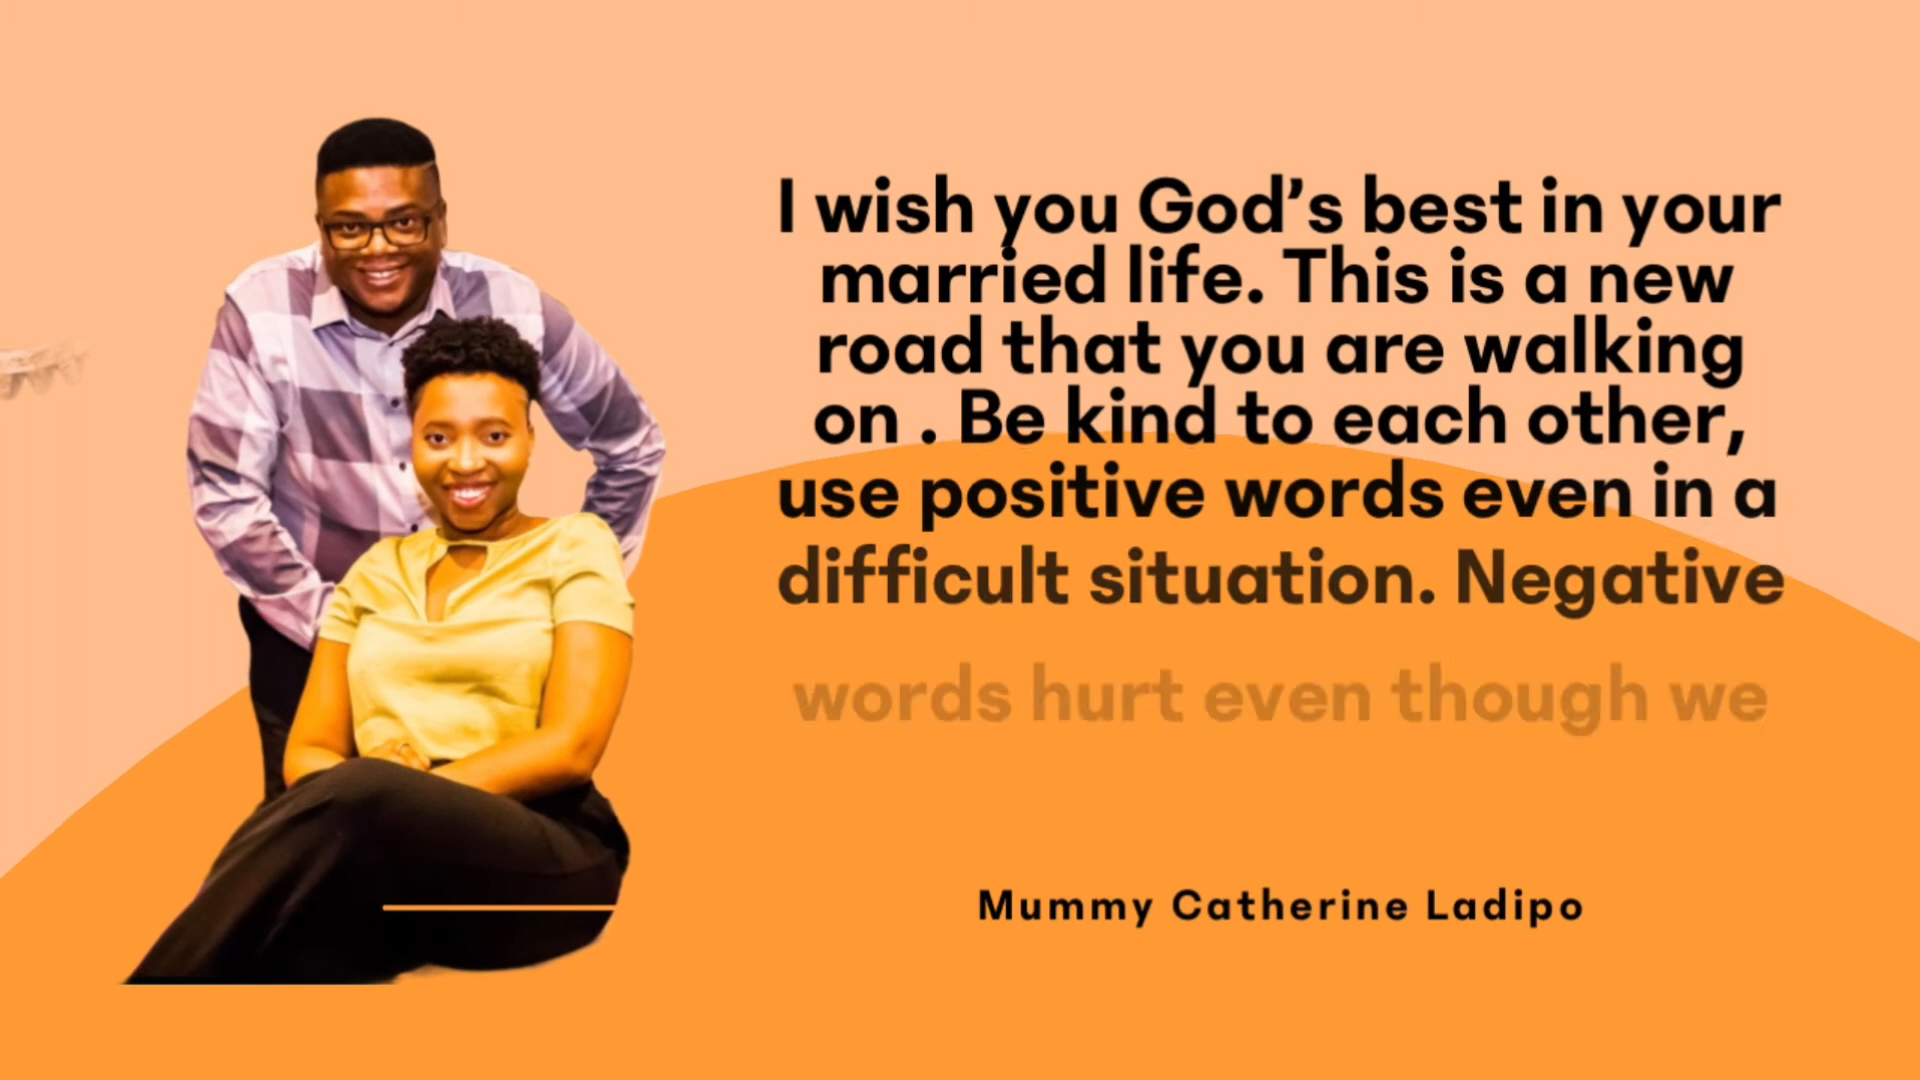 I wish you God’s best in your
married life. This is a new
road that you are walking
on . Be kind to each other,
use positive words even in a
difficult situation. Negative
words hurt even though we
Mummy Catherine Ladipo